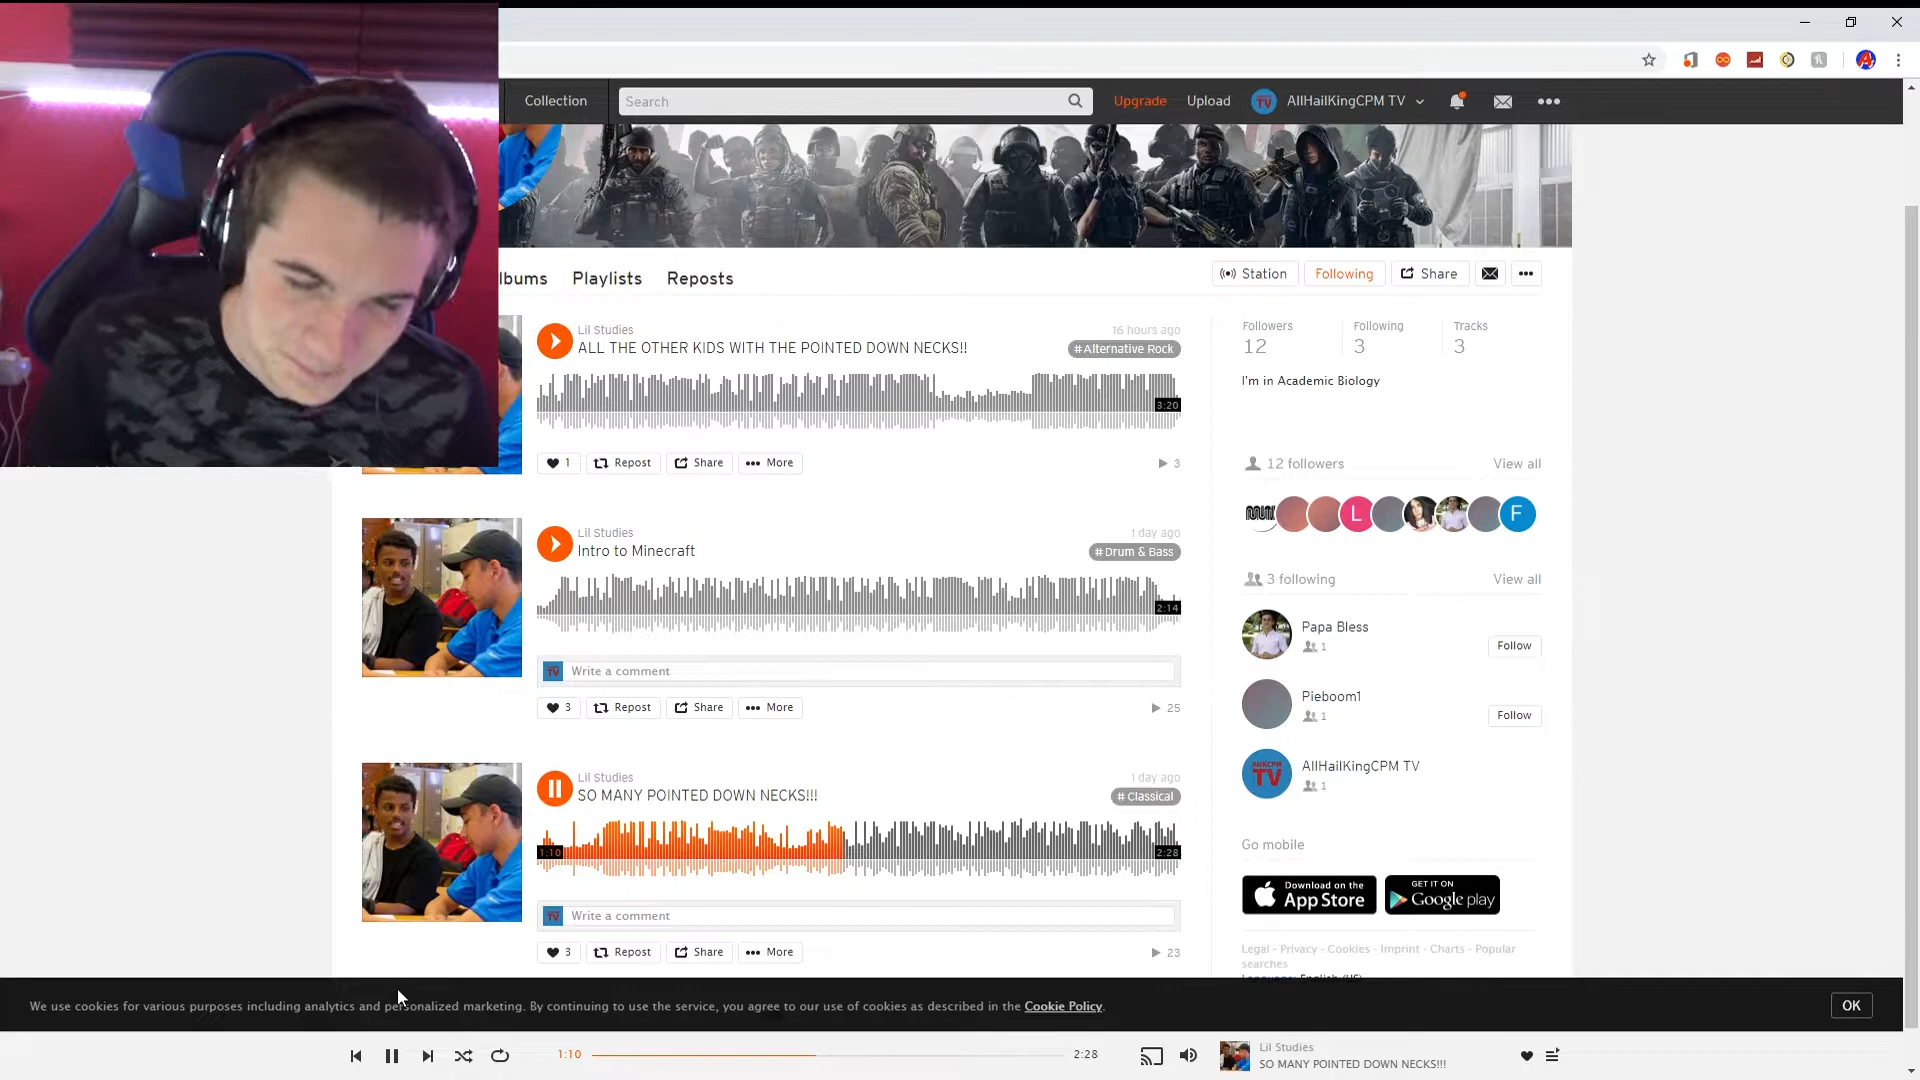 Collection
Search
Upgrade
Upload
TV
AllHailKingCPM TV
lbums
Playlists
Reposts
Station
Following
Share
Lil Studies
16 hours ago
ALL THE OTHER KIDS WITH THE POINTED DOWN NECKS!!
# Alternative Rock
3:20
1
Repost
Share
More
3
Followers
12
Following
3
Tracks
3
I'm in Academic Biology
12 followers
View all
L
F
3 following
View all
Papa Bless
1
Follow
Pieboom1
1
Follow
TV
AllHailKingCPM TV
1
Lil Studies
1 day ago
Intro to Minecraft
# Drum & Bass
2:14
TV
Write a comment
3
Repost
Share
More
25
Lil Studies
1 day ago
SO MANY POINTED DOWN NECKS!!!
# Classical
1:10
2:28
TV
Write a comment
3
Repost
Share
More
23
Go mobile
Download on the
App Store
GET IT ON
Google play
Legal - Privacy - Cookies - Imprint - Charts - Popular
searches
Language: English (US)
We use cookies for various purposes including analytics and personalized marketing. By continuing to use the service, you agree to our use of cookies as described in the Cookie Policy.
OK
1:10
2:28
Lil Studies
SO MANY POINTED DOWN NECKS!!!